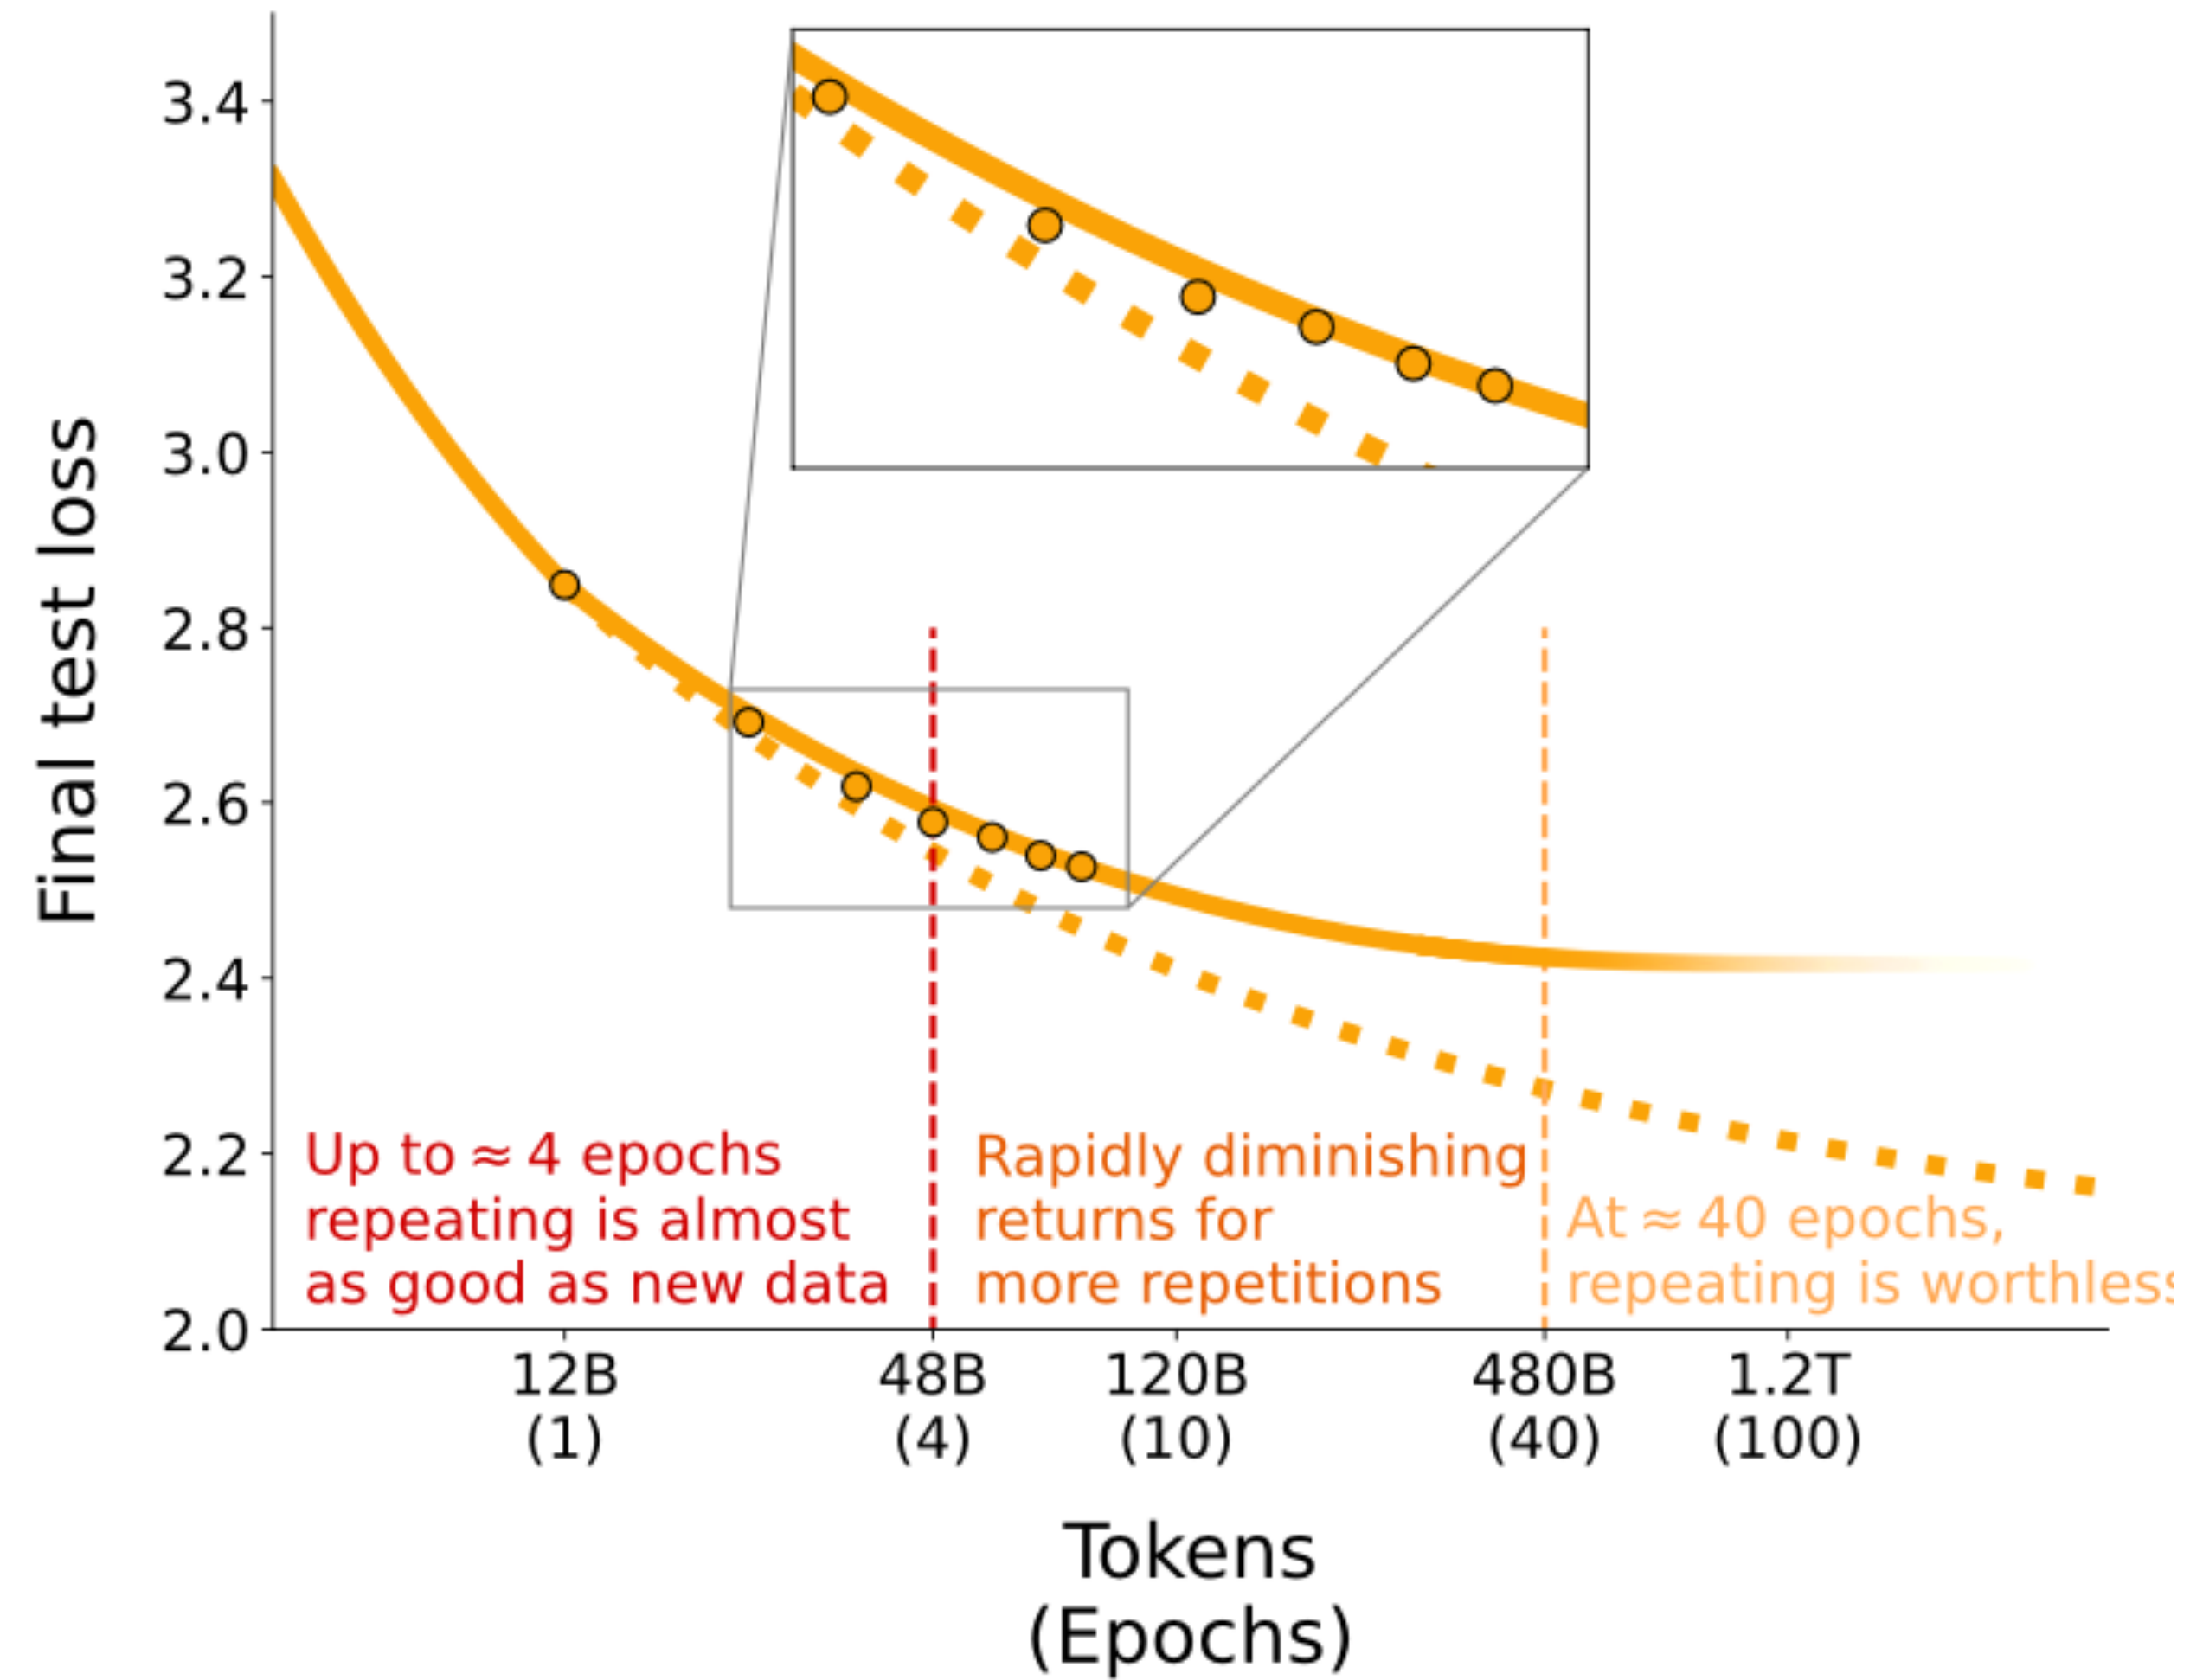 Final test loss
3.4
3.2
3.0
2.8
2.6
2.4
2.2
2.0
Up to ≈ 4 epochs
repeating is almost
as good as new data
Rapidly diminishing
returns for
more repetitions
At ≈ 40 epochs,
repeating is worthless
12B
(1)
48B
(4)
120B
(10)
480B
(40)
1.2T
(100)
Tokens
(Epochs)